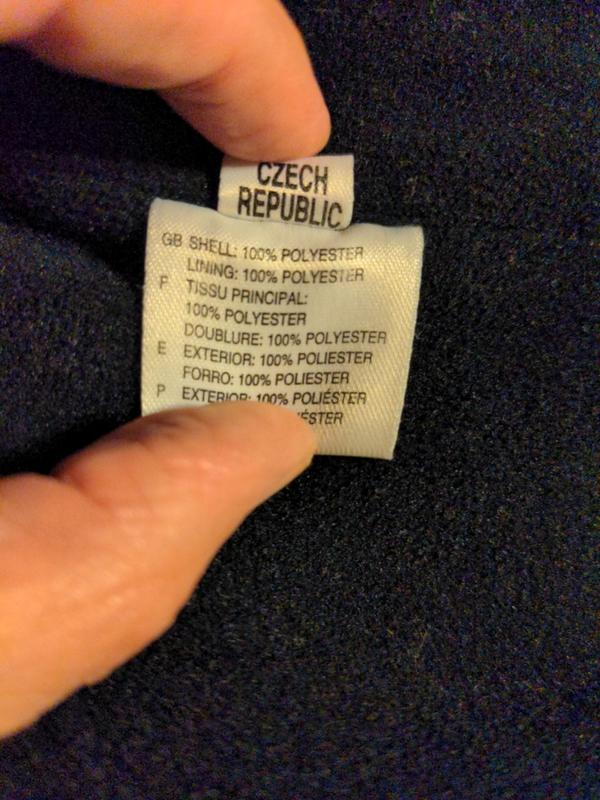 CZECH
REPUBLIC
GB SHELL: 100% POLYESTER
LINING: 100% POLYESTER
F TISSU PRINCIPAL:
100% POLYESTER
DOUBLURE: 100% POLYESTER
E EXTERIOR: 100% POLIESTER
FORRO: 100% POLIESTER
P EXTERIOR: 100% POLIÉSTER